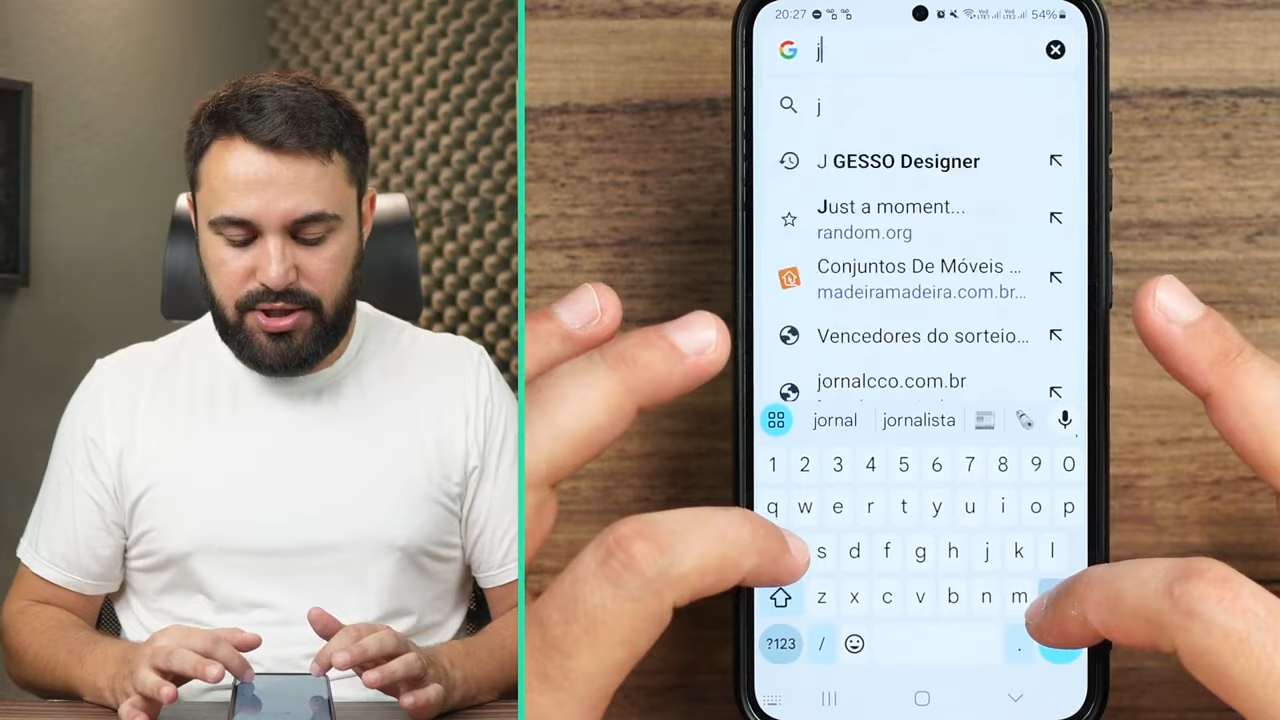 20:27
54%
j
j
J GESSO Designer
Just a moment...
random.org
Conjuntos De Móveis ...
madeiramadeira.com.br...
Vencedores do sorteio...
jornalcco.com.br
jornal jornalista
1 2 3 4 5 6 7 8 9 0
q w e r t y u i o p
s d f g h j k l
z x c v b n m
?123 / .